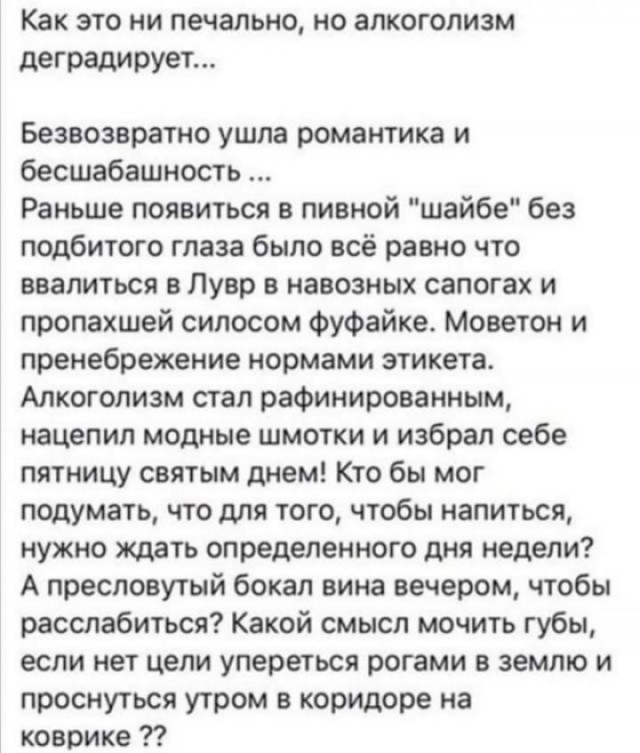 Как это ни печально, но алкоголизм
деградирует...
Безвозвратно ушла романтика и
бесшабашность ...
Раньше появиться в пивной "шайбе" без
подбитого глаза было всё равно что
ввалиться в Лувр в навозных сапогах и
пропахшей силосом фуфайке. Моветон и
пренебрежение нормами этикета.
Алкоголизм стал рафинированным,
нацепил модные шмотки и избрал себе
пятницу святым днем! Кто бы мог
подумать, что для того, чтобы напиться,
нужно ждать определенного дня недели?
А пресловутый бокал вина вечером, чтобы
расслабиться? Какой смысл мочить губы,
если нет цели упереться рогами в землю и
проснуться утром в коридоре на
коврике ??